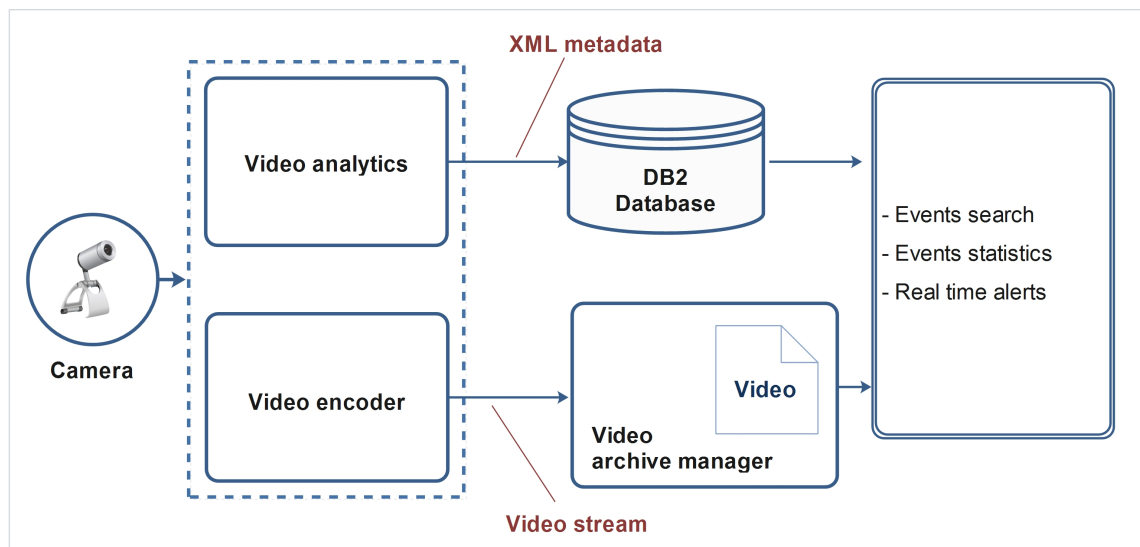 XML metadata
Video analytics
DB2
Database
- Events search
- Events statistics
- Real time alerts
Camera
Video encoder
Video
Video
archive manager
Video stream